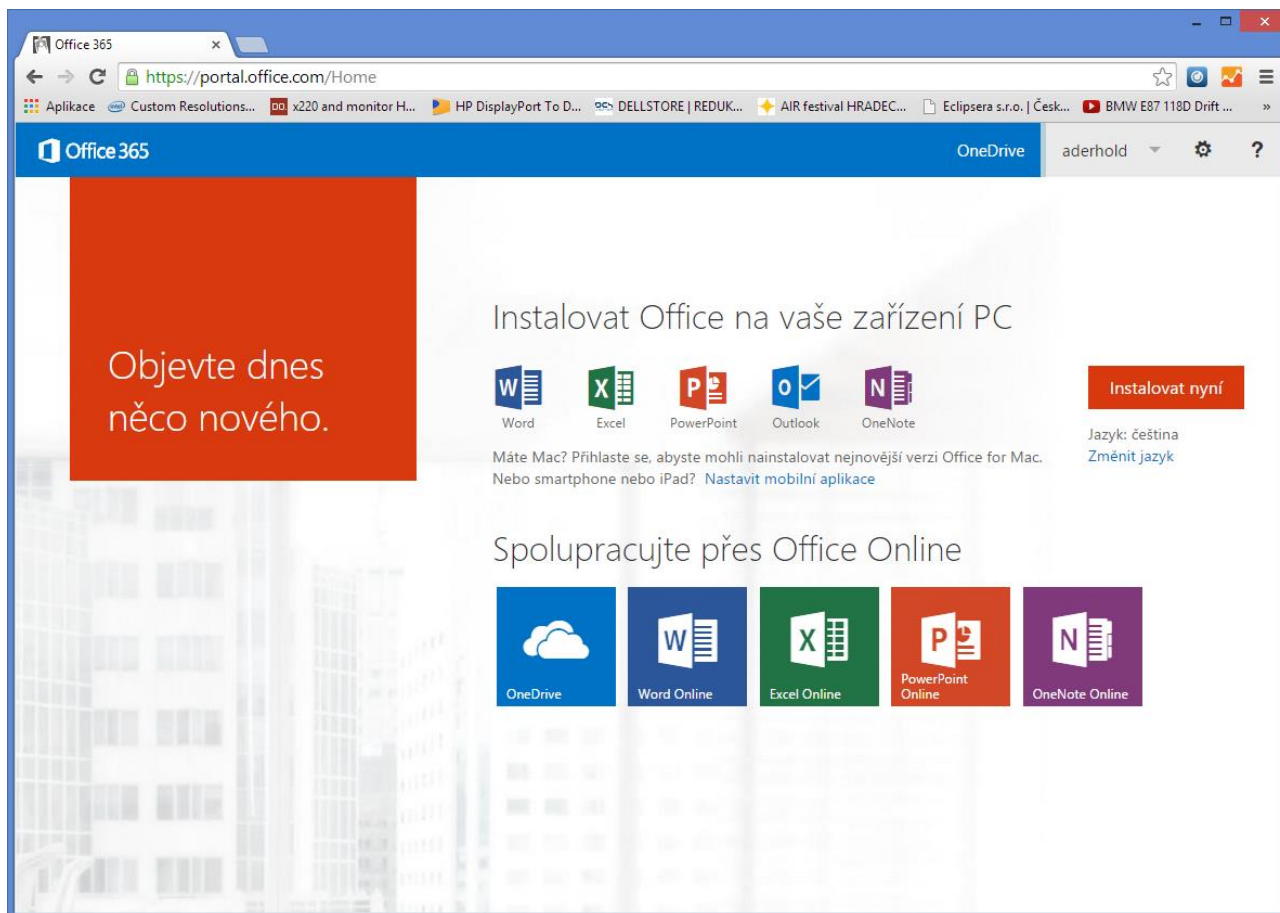 Office 365
https://portal.office.com/Home
Aplikace
Custom Resolutions...
x220 and monitor H...
HP DisplayPort To D...
DELLSTORE | REDUK...
AIR festival HRADEC...
Eclipsera s.r.o. | Česk...
BMW E87 118D Drift ...
»
Office 365
OneDrive
aderhold
?
Objevte dnes
něco nového.
Instalovat Office na vaše zařízení PC
Word
Excel
PowerPoint
Outlook
OneNote
Máte Mac? Přihlaste se, abyste mohli nainstalovat nejnovější verzi Office for Mac.
Nebo smartphone nebo iPad? Nastavit mobilní aplikace
Instalovat nyní
Jazyk: čeština
Změnit jazyk
Spolupracujte přes Office Online
OneDrive
Word Online
Excel Online
PowerPoint
Online
OneNote Online